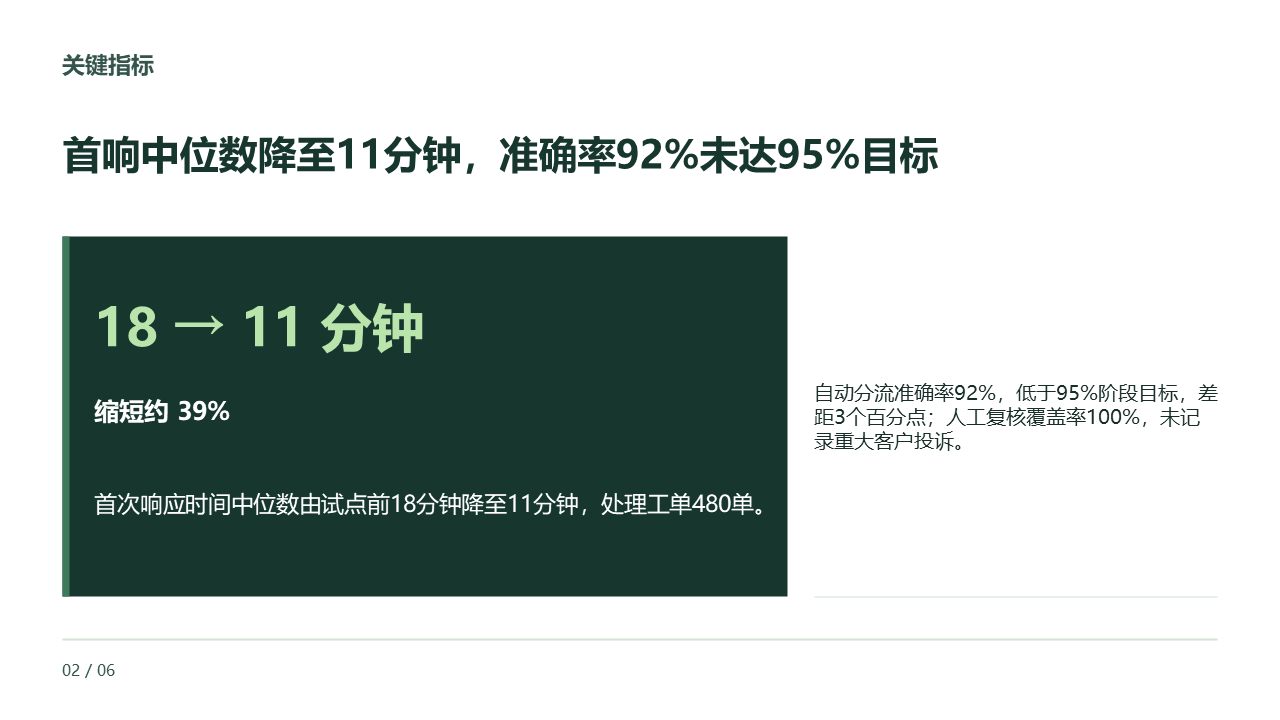 关键指标
首响中位数降至11分钟，准确率92%未达95%目标
18 → 11 分钟
缩短约 39%
首次响应时间中位数由试点前18分钟降至11分钟，处理工单480单。
自动分流准确率92%，低于95%阶段目标，差
距3个百分点；人工复核覆盖率100%，未记
录重大客户投诉。
02 / 06